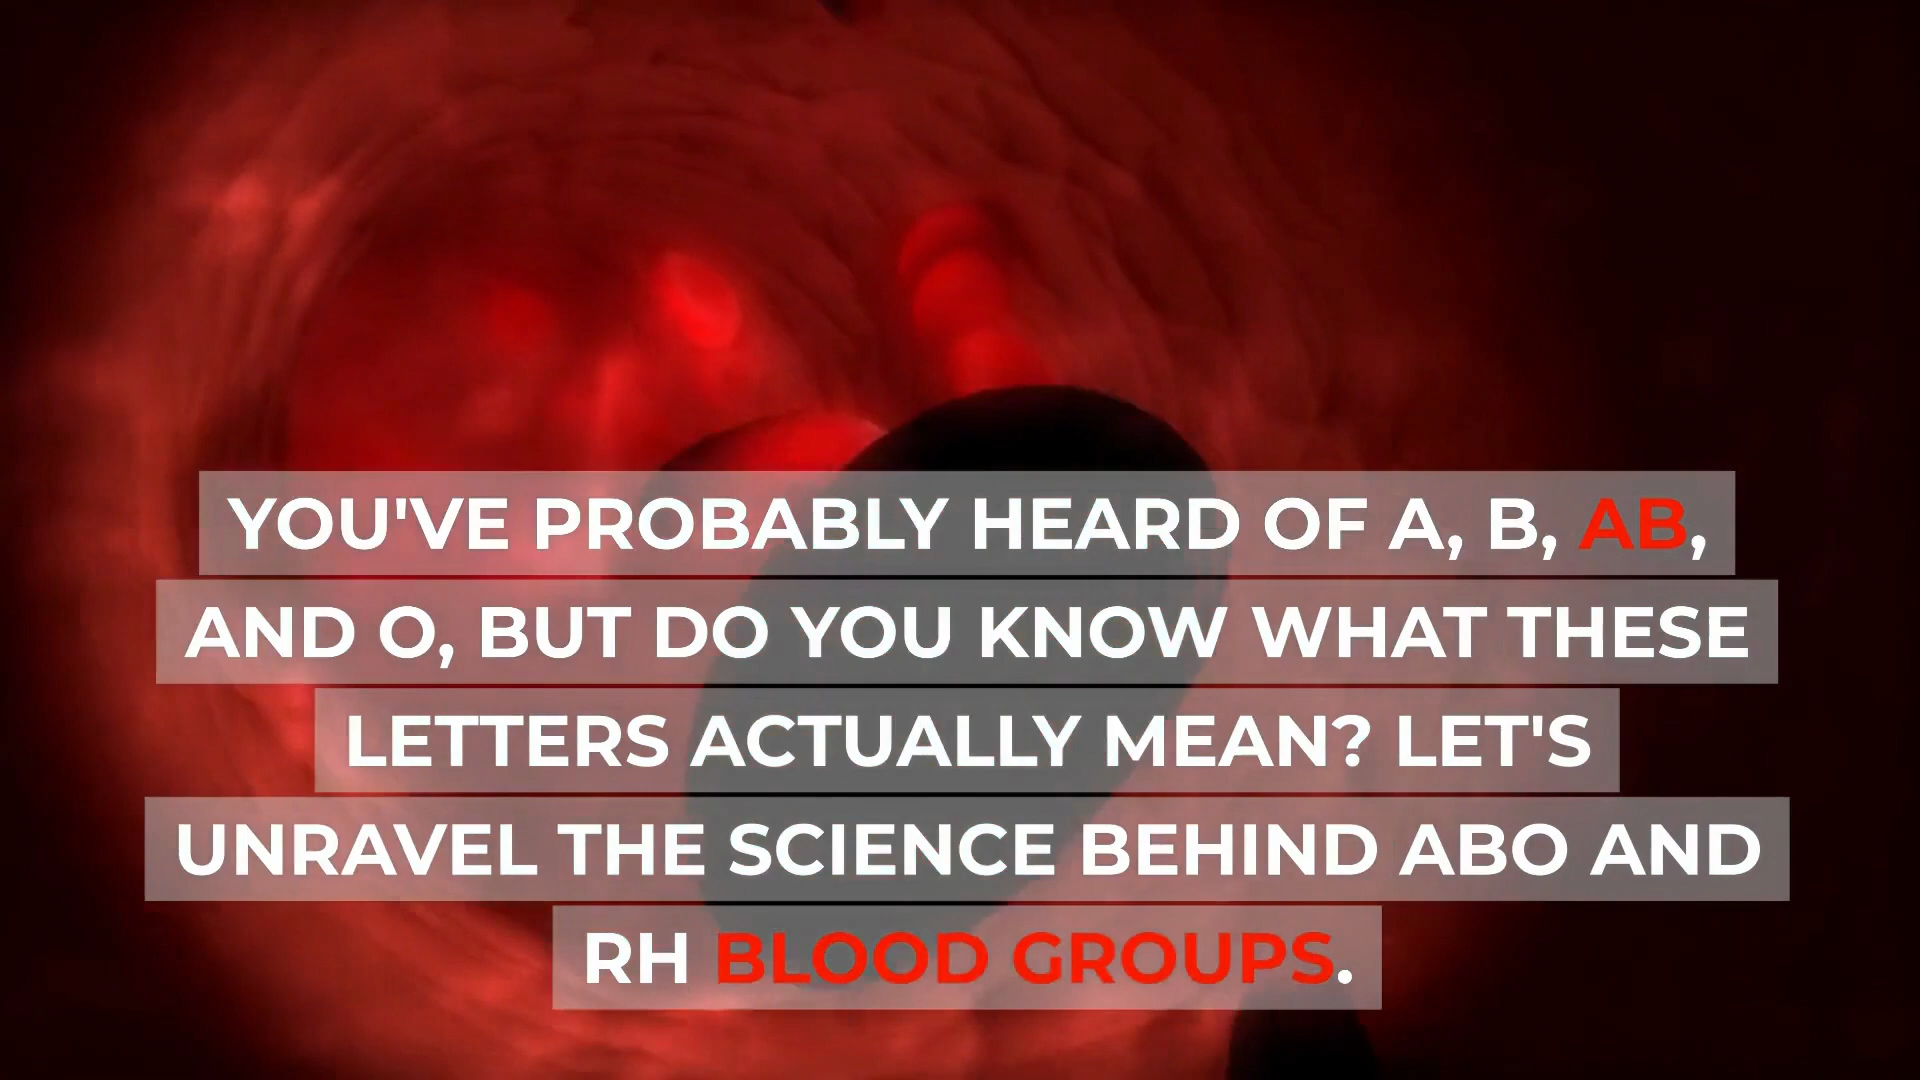 YOU'VE PROBABLY HEARD OF A, B, AB,
AND O, BUT DO YOU KNOW WHAT THESE
LETTERS ACTUALLY MEAN? LET'S
UNRAVEL THE SCIENCE BEHIND ABO AND
RH BLOOD GROUPS.